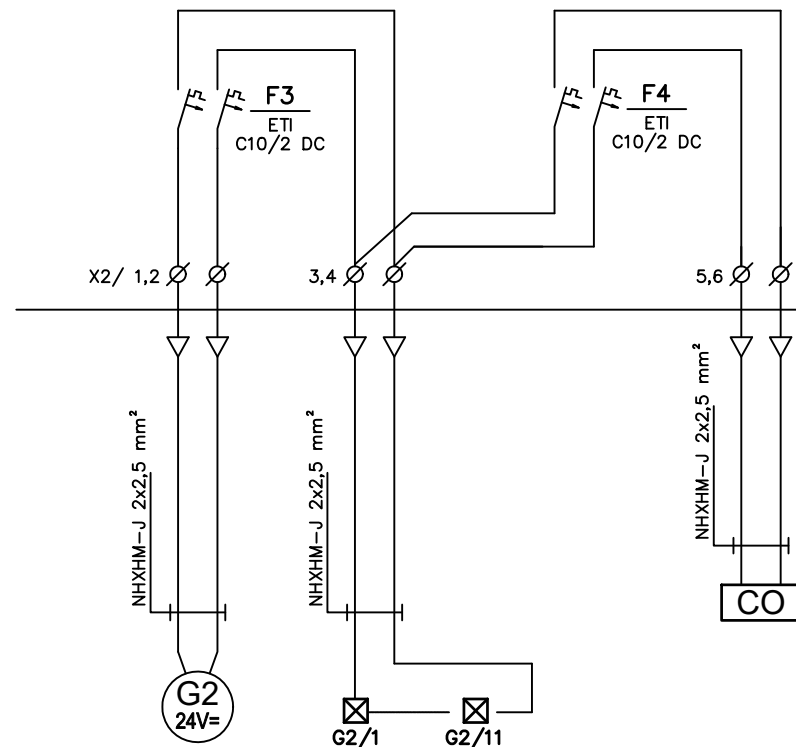 F3
ETI
C10/2 DC
F4
ETI
C10/2 DC
X2/ 1,2
3,4
5,6
NHXHM-J 2x2,5 mm²
NHXHM-J 2x2,5 mm²
NHXHM-J 2x2,5 mm²
CO
G2
24V=
G2/1
G2/11